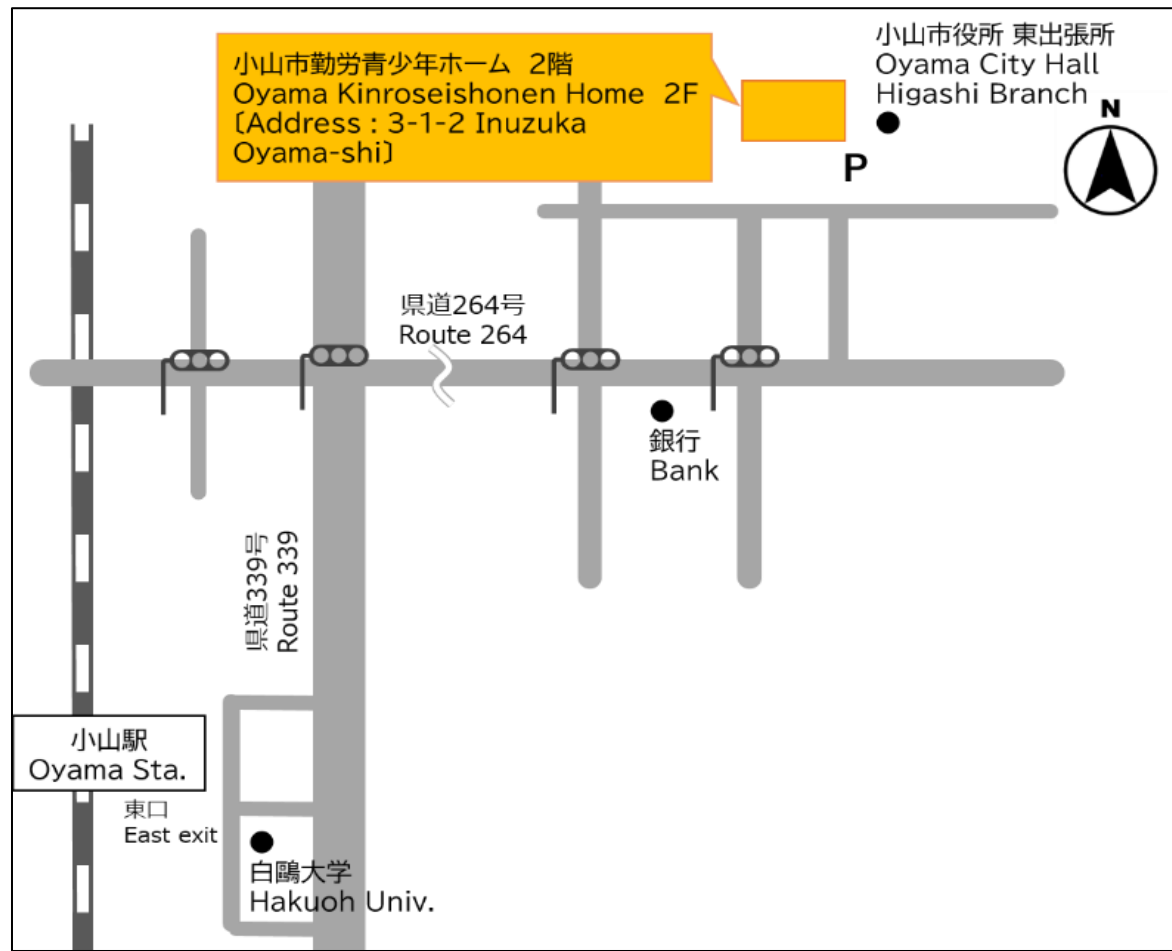 小山市勤労青少年ホーム 2階
Oyama Kinroseishonen Home 2F
〔Address : 3-1-2 Inuzuka
Oyama-shi〕
小山市役所 東出張所
Oyama City Hall
Higashi Branch
N
P
県道264号
Route 264
銀行
Bank
県道339号
Route 339
小山駅
Oyama Sta.
東口
East exit
白鷗大学
Hakuoh Univ.